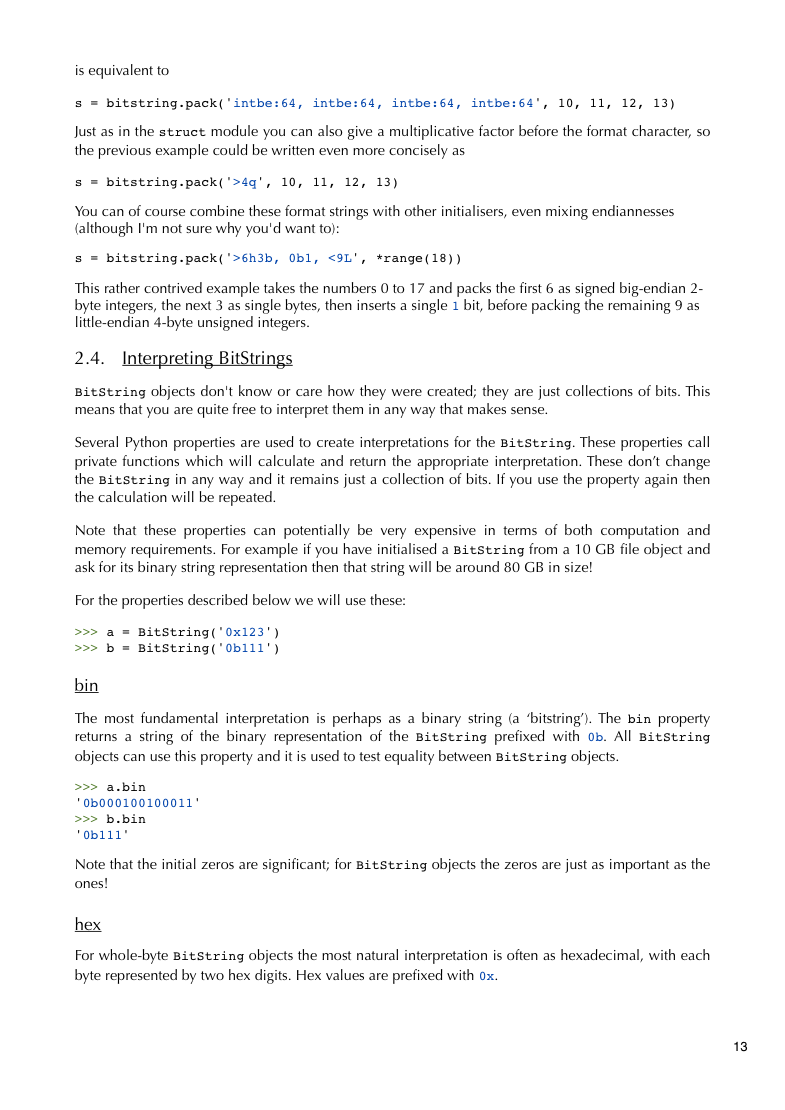 is equivalent to
s = bitstring.pack('intbe:64, intbe:64, intbe:64, intbe:64', 10, 11, 12, 13)
Just as in the struct module you can also give a multiplicative factor before the format character, so
the previous example could be written even more concisely as
s = bitstring.pack('>4q', 10, 11, 12, 13)
You can of course combine these format strings with other initialisers, even mixing endiannesses
(although I'm not sure why you'd want to):
s = bitstring.pack('>6h3b, 0b1, <9L', *range(18))
This rather contrived example takes the numbers 0 to 17 and packs the first 6 as signed big-endian 2-
byte integers, the next 3 as single bytes, then inserts a single 1 bit, before packing the remaining 9 as
little-endian 4-byte unsigned integers.
2.4. Interpreting BitStrings
BitString objects don't know or care how they were created; they are just collections of bits. This
means that you are quite free to interpret them in any way that makes sense.
Several Python properties are used to create interpretations for the BitString. These properties call
private functions which will calculate and return the appropriate interpretation. These don’t change
the BitString in any way and it remains just a collection of bits. If you use the property again then
the calculation will be repeated.
Note that these properties can potentially be very expensive in terms of both computation and
memory requirements. For example if you have initialised a BitString from a 10 GB file object and
ask for its binary string representation then that string will be around 80 GB in size!
For the properties described below we will use these:
>>> a = BitString('0x123')
>>> b = BitString('0b111')
bin
The most fundamental interpretation is perhaps as a binary string (a ‘bitstring’). The bin property
returns a string of the binary representation of the BitString prefixed with 0b. All BitString
objects can use this property and it is used to test equality between BitString objects.
>>> a.bin
'0b000100100011'
>>> b.bin
'0b111'
Note that the initial zeros are significant; for BitString objects the zeros are just as important as the
ones!
hex
For whole-byte BitString objects the most natural interpretation is often as hexadecimal, with each
byte represented by two hex digits. Hex values are prefixed with 0x.
13